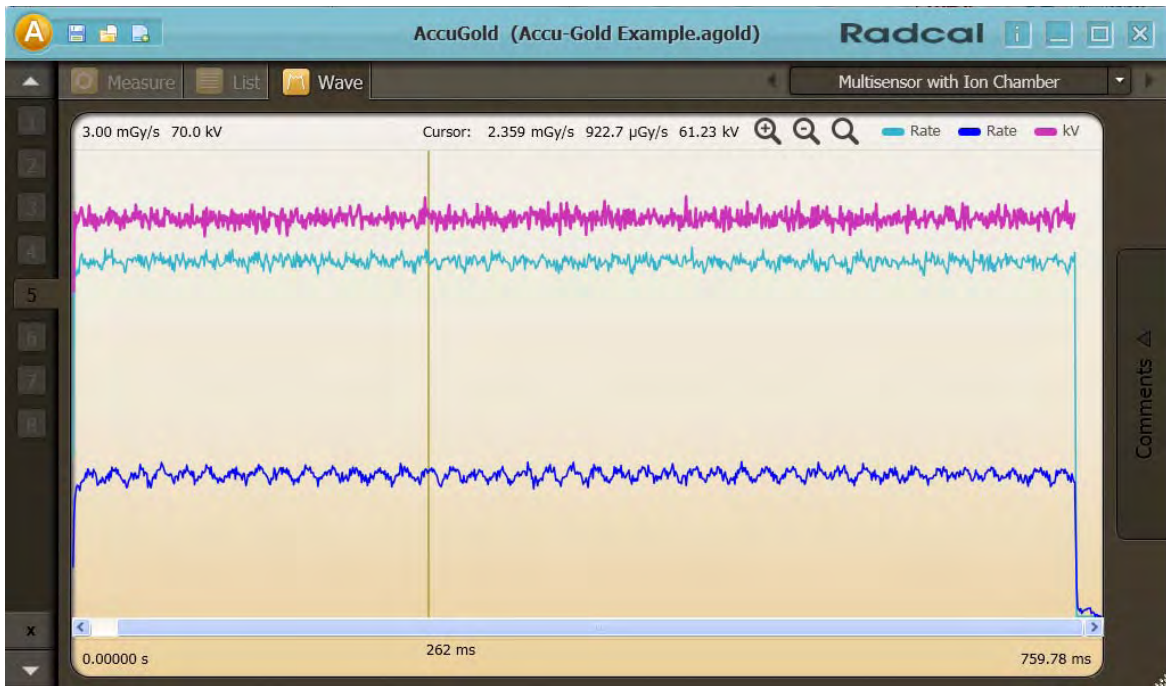 A AccuGold (Accu-Gold Example.agold) Radcal i
Measure List Wave Multisensor with Ion Chamber
3.00 mGy/s 70.0 kV Cursor: 2.359 mGy/s 922.7 µGy/s 61.23 kV Rate Rate kV
1
2
3
4
5
6
7
8
Comments
x
262 ms
0.00000 s 759.78 ms